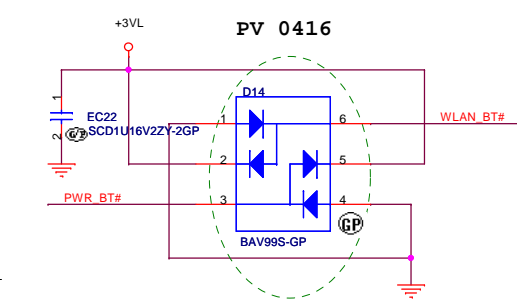 +3VL
PV 0416
D14
1
EC22
SCD1U16V2ZY-2GP
2
GP
1
6
WLAN_BT#
2
5
PWR_BT#
3
4
GP
BAV99S-GP